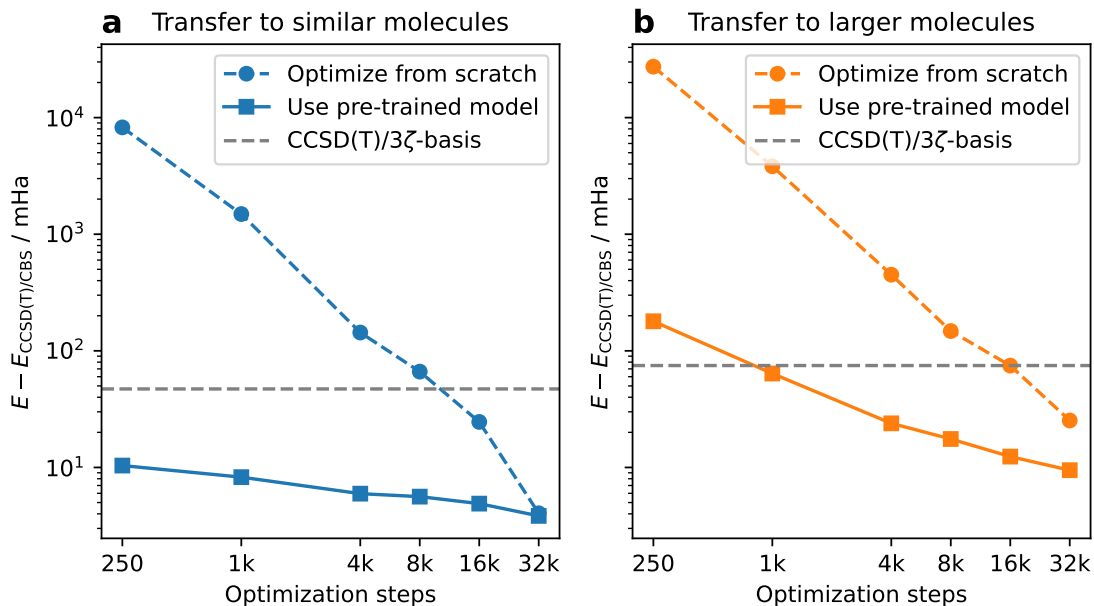 a Transfer to similar molecules
Optimize from scratch
Use pre-trained model
CCSD(T)/3ζ-basis
10⁴
10³
10²
10¹
E − E_CCSD(T)/CBS / mHa
250 1k 4k 8k 16k 32k
Optimization steps
b Transfer to larger molecules
Optimize from scratch
Use pre-trained model
CCSD(T)/3ζ-basis
E − E_CCSD(T)/CBS / mHa
250 1k 4k 8k 16k 32k
Optimization steps